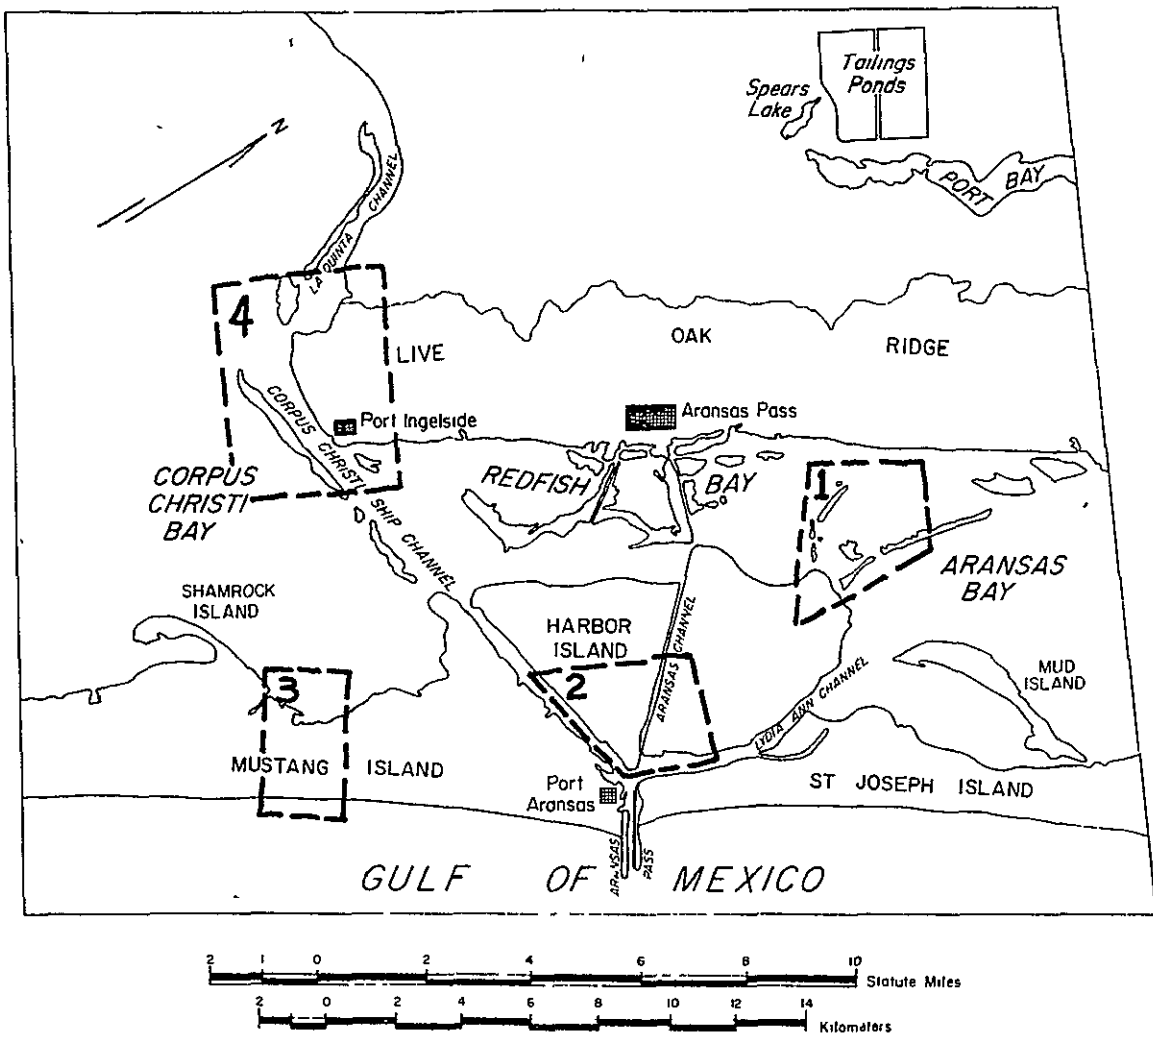 Tailings
Ponds
Spears
Lake
N
PORT BAY
LA QUINTA CHANNEL
4
OAK
RIDGE
LIVE
CORPUS CHRISTI SHIP CHANNEL
Port Ingelside
Aransas Pass
CORPUS
CHRISTI
BAY
REDFISH
BAY
1
ARANSAS
BAY
SHAMROCK
ISLAND
HARBOR
ISLAND
ARANSAS CHANNEL
2
3
LYDIA ANN CHANNEL
MUD
ISLAND
MUSTANG ISLAND
Port
Aransas
ST JOSEPH ISLAND
ARANSAS
PASS
GULF OF MEXICO
2 1 0 2 4 6 8 10
Statute Miles
2 0 2 4 6 8 10 12 14
Kilometers